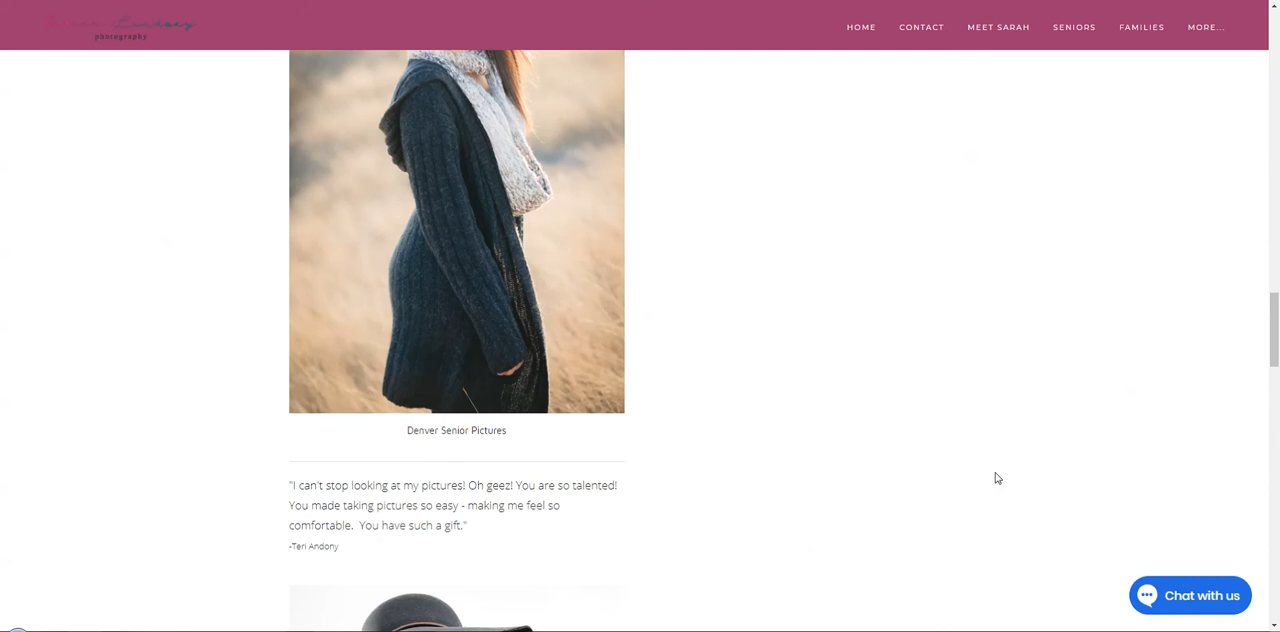 photography
HOME CONTACT MEET SARAH SENIORS FAMILIES MORE...
Denver Senior Pictures
"I can't stop looking at my pictures! Oh geez! You are so talented!
You made taking pictures so easy - making me feel so
comfortable.  You have such a gift."
-Teri Andony
Chat with us